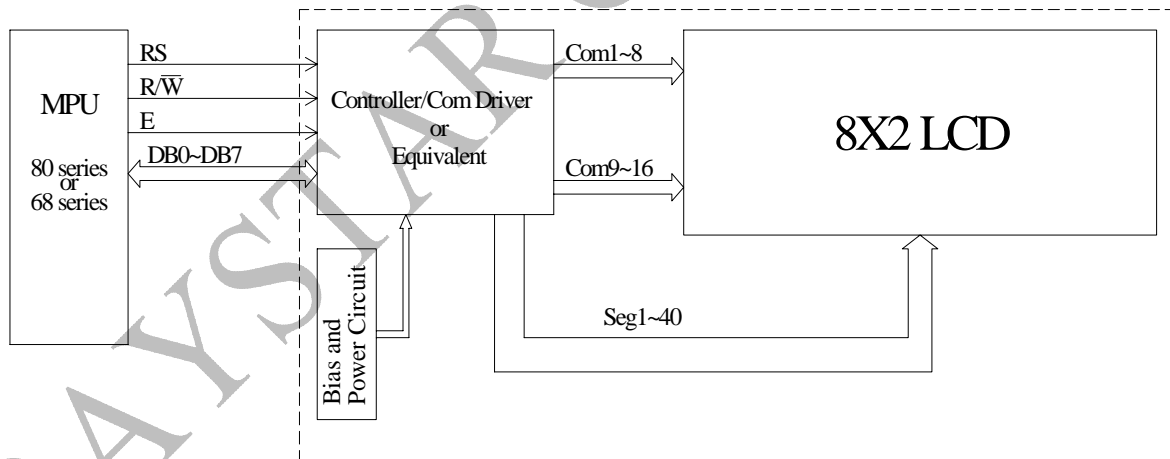 RS
R/W̅
E
DB0~DB7
MPU
80 series
or
68 series
Controller/Com Driver
or
Equivalent
Com1~8
Com9~16
8X2 LCD
Bias and
Power Circuit
Seg1~40
AYSTAR